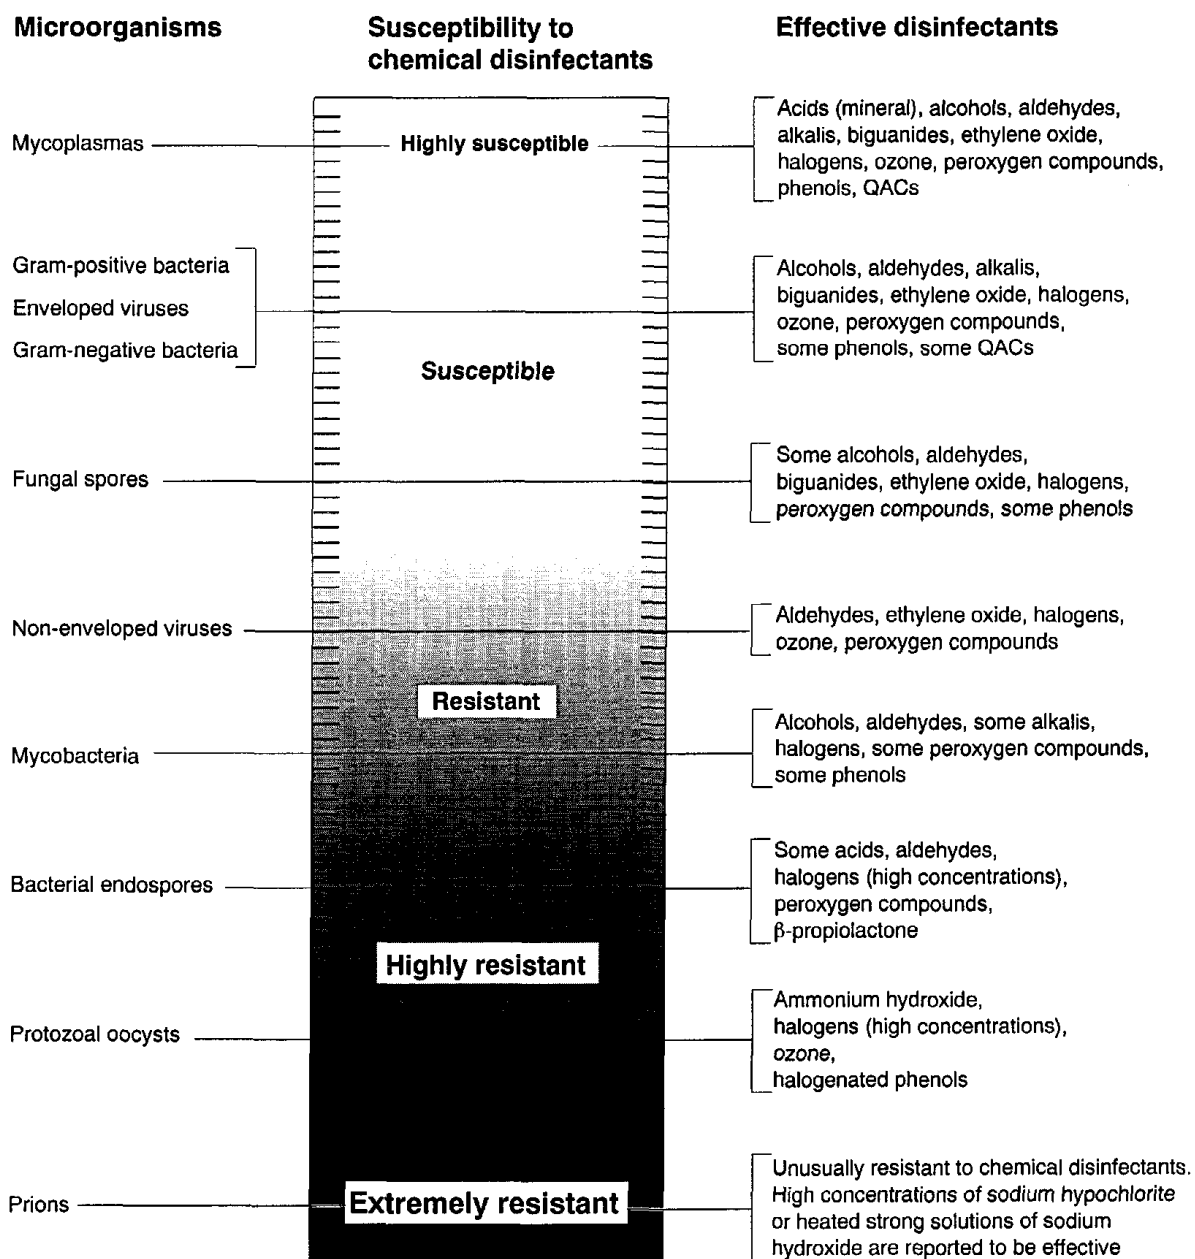 Microorganisms
Susceptibility to
chemical disinfectants
Effective disinfectants
Mycoplasmas
Highly susceptible
Acids (mineral), alcohols, aldehydes,
alkalis, biguanides, ethylene oxide,
halogens, ozone, peroxygen compounds,
phenols, QACs
Gram-positive bacteria
Enveloped viruses
Gram-negative bacteria
Alcohols, aldehydes, alkalis,
biguanides, ethylene oxide, halogens,
ozone, peroxygen compounds,
some phenols, some QACs
Susceptible
Fungal spores
Some alcohols, aldehydes,
biguanides, ethylene oxide, halogens,
peroxygen compounds, some phenols
Non-enveloped viruses
Aldehydes, ethylene oxide, halogens,
ozone, peroxygen compounds
Resistant
Mycobacteria
Alcohols, aldehydes, some alkalis,
halogens, some peroxygen compounds,
some phenols
Bacterial endospores
Some acids, aldehydes,
halogens (high concentrations),
peroxygen compounds,
β-propiolactone
Highly resistant
Protozoal oocysts
Ammonium hydroxide,
halogens (high concentrations),
ozone,
halogenated phenols
Prions
Extremely resistant
Unusually resistant to chemical disinfectants.
High concentrations of sodium hypochlorite
or heated strong solutions of sodium
hydroxide are reported to be effective